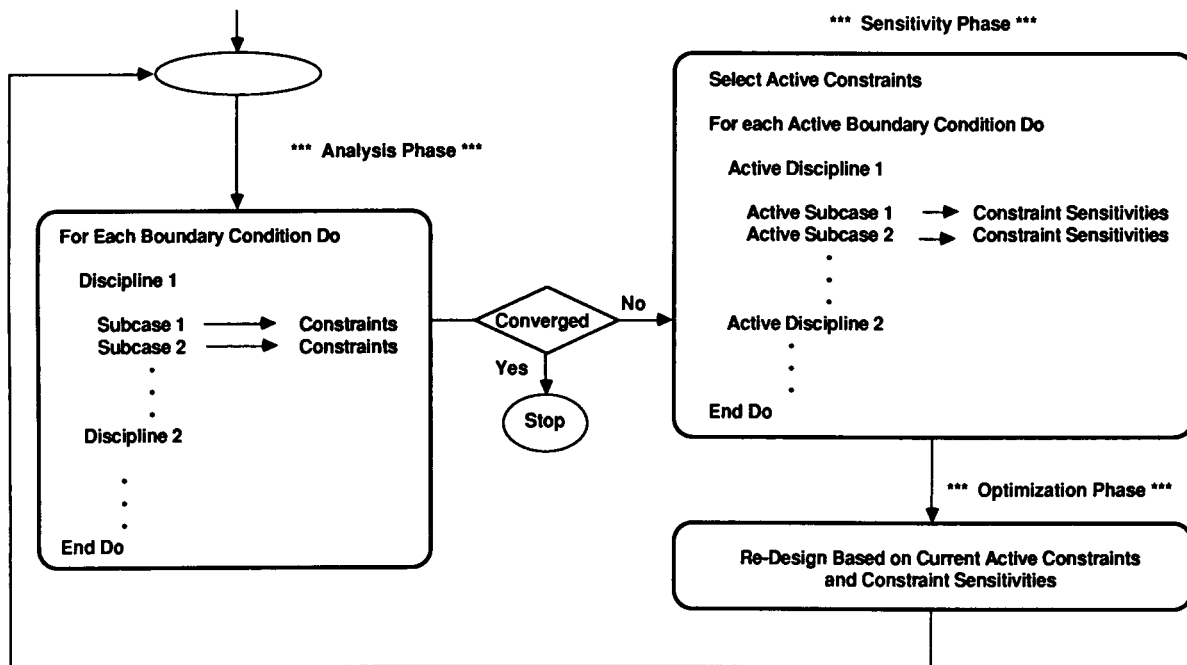 *** Analysis Phase ***
For Each Boundary Condition Do
Discipline 1
Subcase 1 Constraints
Subcase 2 Constraints
Discipline 2
End Do
Converged
No
Yes
Stop
*** Sensitivity Phase ***
Select Active Constraints
For each Active Boundary Condition Do
Active Discipline 1
Active Subcase 1 Constraint Sensitivities
Active Subcase 2 Constraint Sensitivities
Active Discipline 2
End Do
*** Optimization Phase ***
Re-Design Based on Current Active Constraints
and Constraint Sensitivities